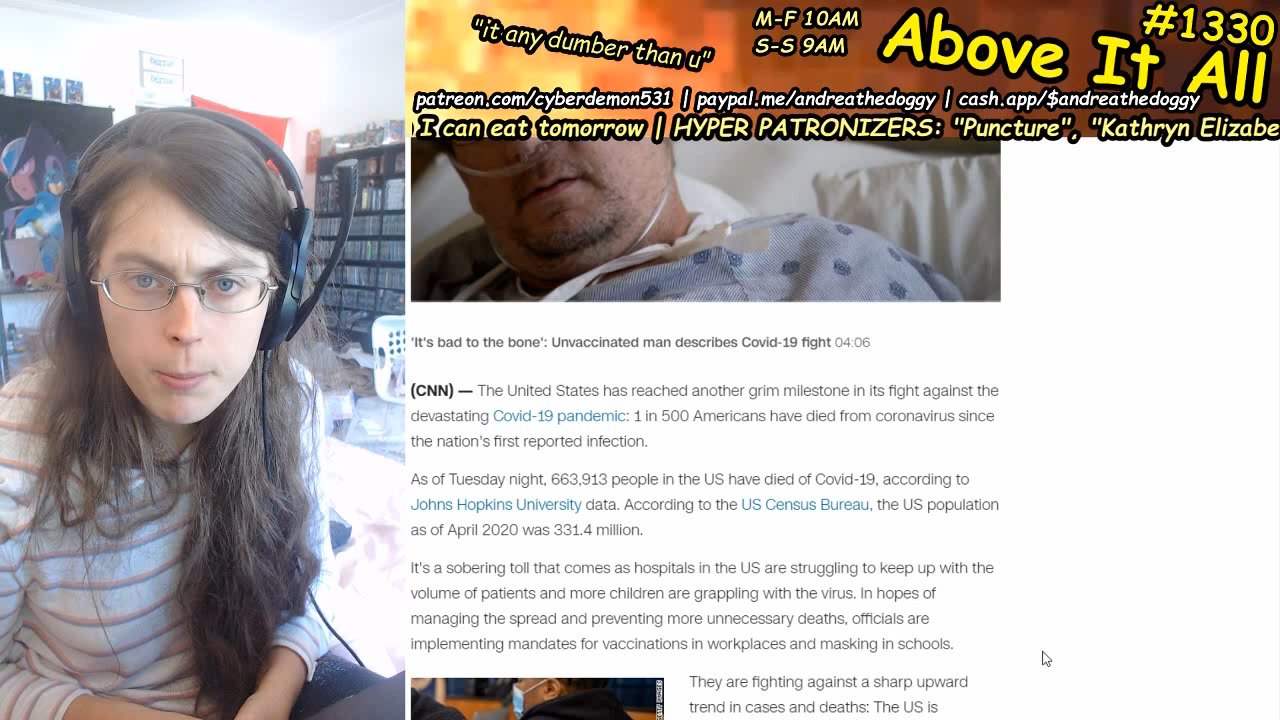 "it any dumber than u"
M-F 10AM
S-S 9AM
Above It All
#1330
patreon.com/cyberdemon531 | paypal.me/andreathedoggy | cash.app/$andreathedoggy
I can eat tomorrow | HYPER PATRONIZERS: "Puncture", "Kathryn Elizabe
'It's bad to the bone': Unvaccinated man describes Covid-19 fight 04:06
(CNN) — The United States has reached another grim milestone in its fight against the
devastating Covid-19 pandemic: 1 in 500 Americans have died from coronavirus since
the nation's first reported infection.
As of Tuesday night, 663,913 people in the US have died of Covid-19, according to
Johns Hopkins University data. According to the US Census Bureau, the US population
as of April 2020 was 331.4 million.
It's a sobering toll that comes as hospitals in the US are struggling to keep up with the
volume of patients and more children are grappling with the virus. In hopes of
managing the spread and preventing more unnecessary deaths, officials are
implementing mandates for vaccinations in workplaces and masking in schools.
They are fighting against a sharp upward
trend in cases and deaths: The US is